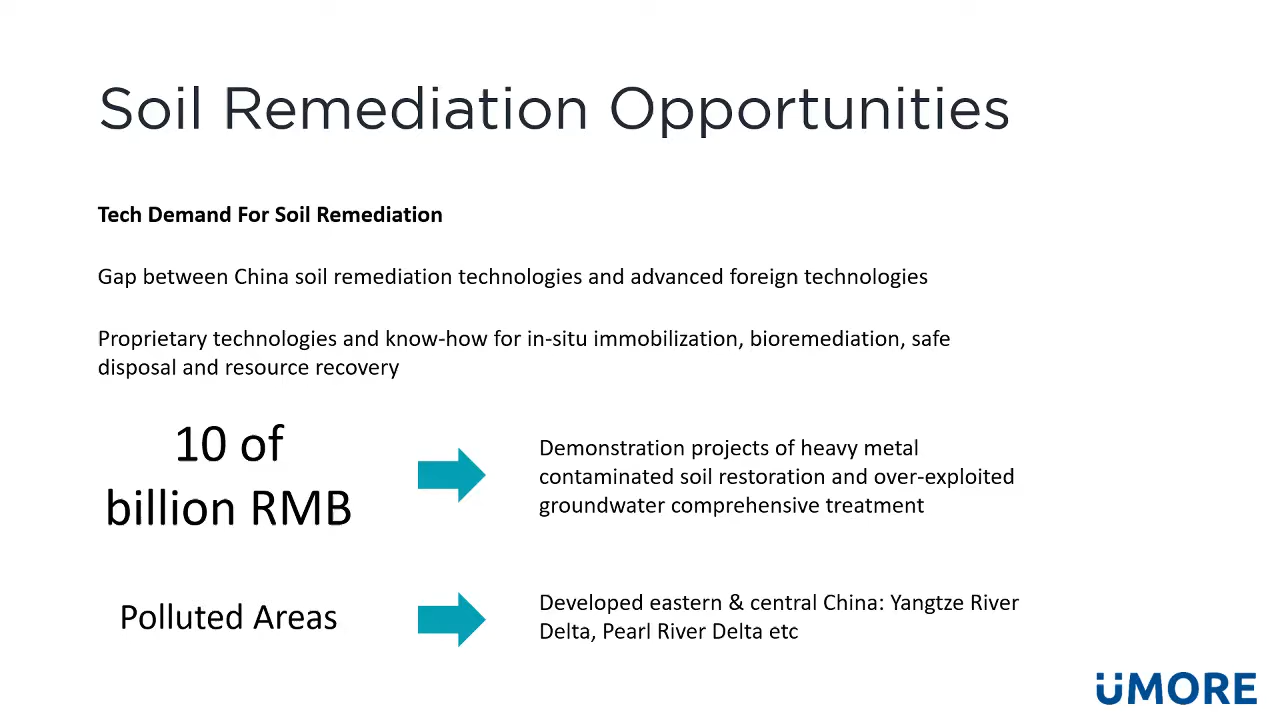 Soil Remediation Opportunities
Tech Demand For Soil Remediation
Gap between China soil remediation technologies and advanced foreign technologies
Proprietary technologies and know-how for in-situ immobilization, bioremediation, safe
disposal and resource recovery
10 of
billion RMB
Demonstration projects of heavy metal
contaminated soil restoration and over-exploited
groundwater comprehensive treatment
Polluted Areas
Developed eastern & central China: Yangtze River
Delta, Pearl River Delta etc
ÜMORE